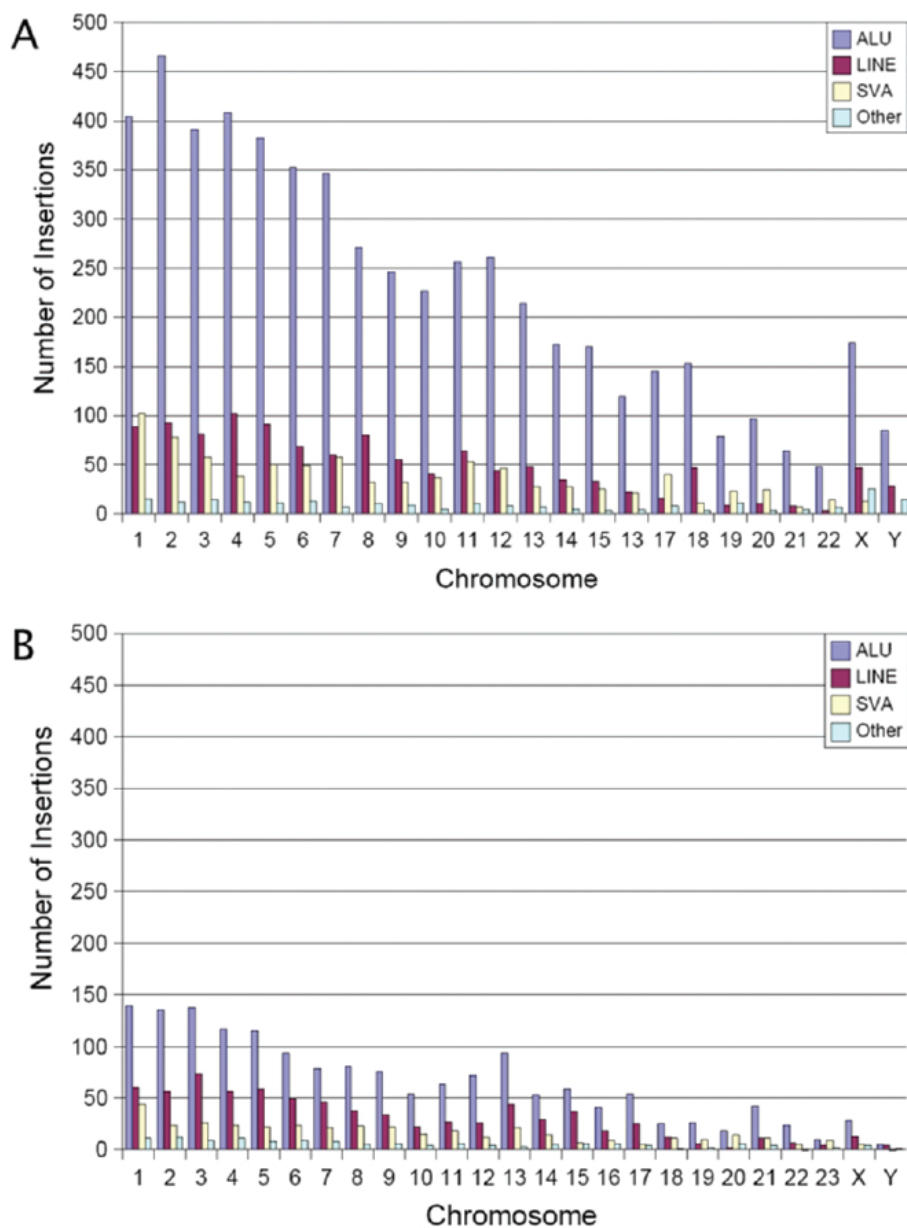 A
500
450
400
350
300
250
200
150
100
50
0
Number of Insertions
ALU
LINE
SVA
Other
1 2 3 4 5 6 7 8 9 10 11 12 13 14 15 13 17 18 19 20 21 22 X Y
Chromosome
B
500
450
400
350
300
250
200
150
100
50
0
Number of Insertions
ALU
LINE
SVA
Other
1 2 3 4 5 6 7 8 9 10 11 12 13 14 15 16 17 18 19 20 21 22 23 X Y
Chromosome